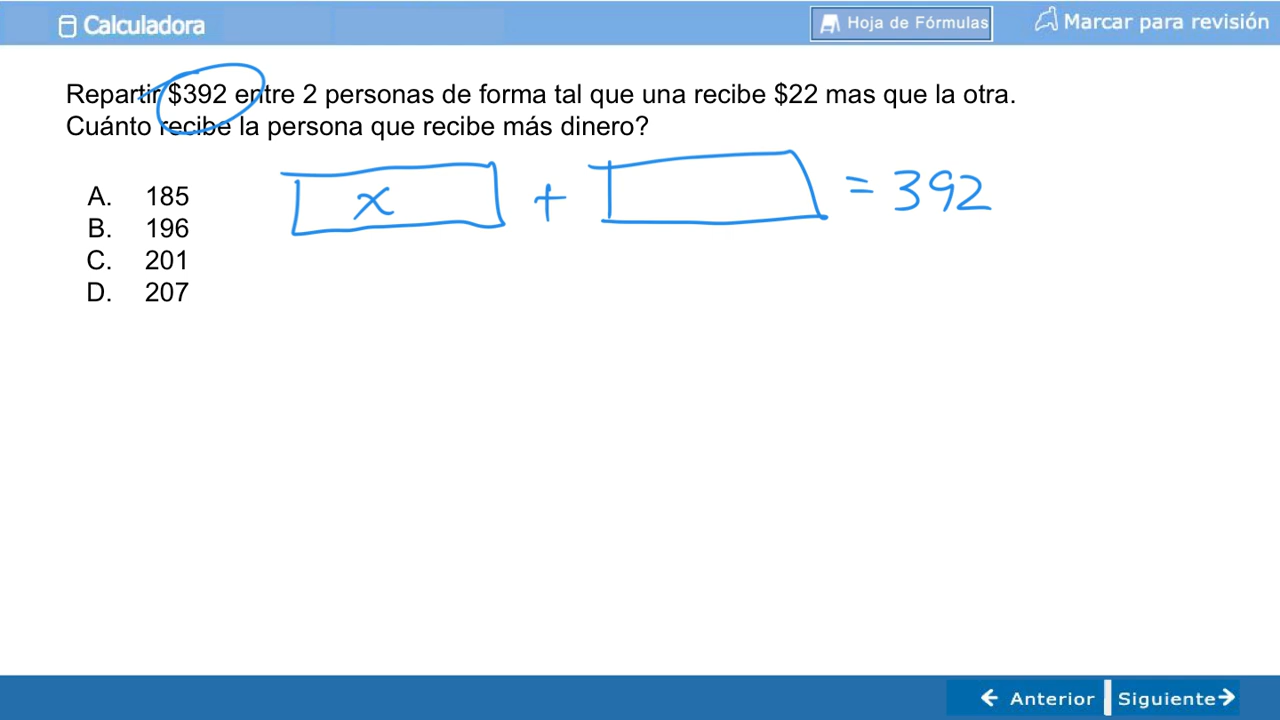 Calculadora
Hoja de Fórmulas
Marcar para revisión
Repartir $392 entre 2 personas de forma tal que una recibe $22 mas que la otra.
Cuánto recibe la persona que recibe más dinero?
x + = 392
A. 185
B. 196
C. 201
D. 207
Anterior
Siguiente